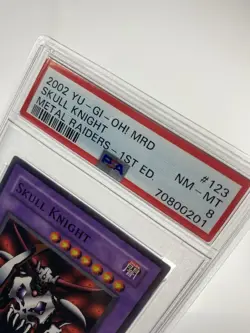 2002 YU-GI-OH! MRD #123
SKULL KNIGHT NM-MT
METAL RAIDERS-1ST ED. 8
PSA 70800201
SKULL KNIGHT